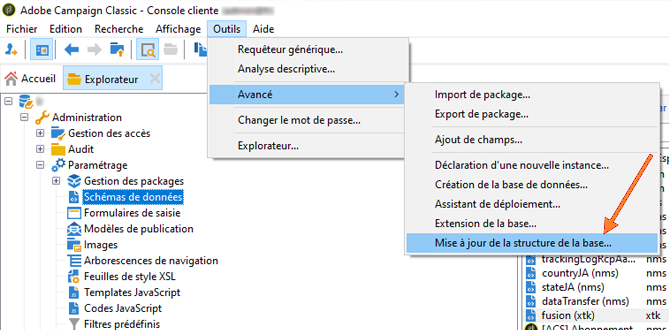 Adobe Campaign Classic - Console cliente
Fichier Edition Recherche Affichage Outils Aide
Accueil Explorateur
Administration
Gestion des accès
Audit
Paramétrage
Gestion des packages
Schémas de données
Formulaires de saisie
Modèles de publication
Images
Arborescences de navigation
Feuilles de style XSL
Templates JavaScript
Codes JavaScript
Filtres prédéfinis
Requêteur générique...
Analyse descriptive...
Avancé
Changer le mot de passe...
Explorateur...
Import de package...
Export de package...
Ajout de champs...
Déclaration d'une nouvelle instance...
Création de la base de données...
Assistant de déploiement...
Extension de la base...
Mise à jour de la structure de la base...
trackingLogRcpAa... nms
countryJA (nms) nms
stateJA (nms) nms
dataTransfer (nms) nms
fusion (xtk) xtk
[ACS] Abonnement